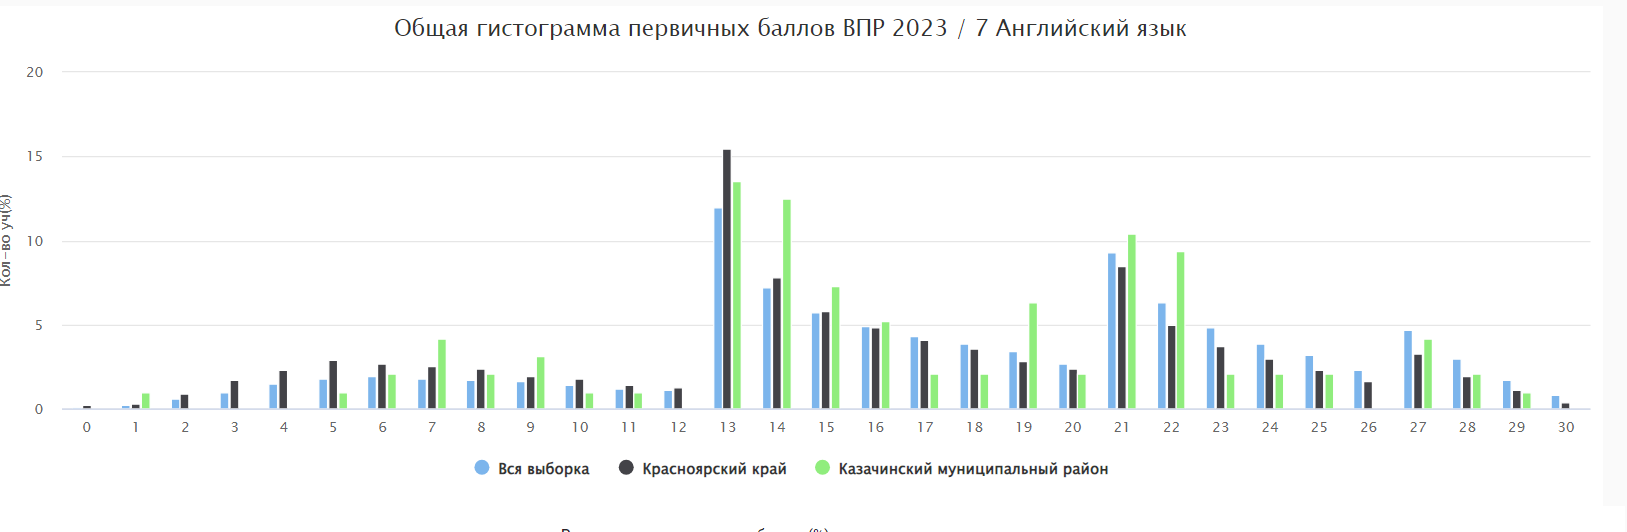 Общая гистограмма первичных баллов ВПР 2023 / 7 Английский язык
20
15
10
5
0
Кол-во уч(%)
0 1 2 3 4 5 6 7 8 9 10 11 12 13 14 15 16 17 18 19 20 21 22 23 24 25 26 27 28 29 30
Вся выборка Красноярский край Казачинский муниципальный район